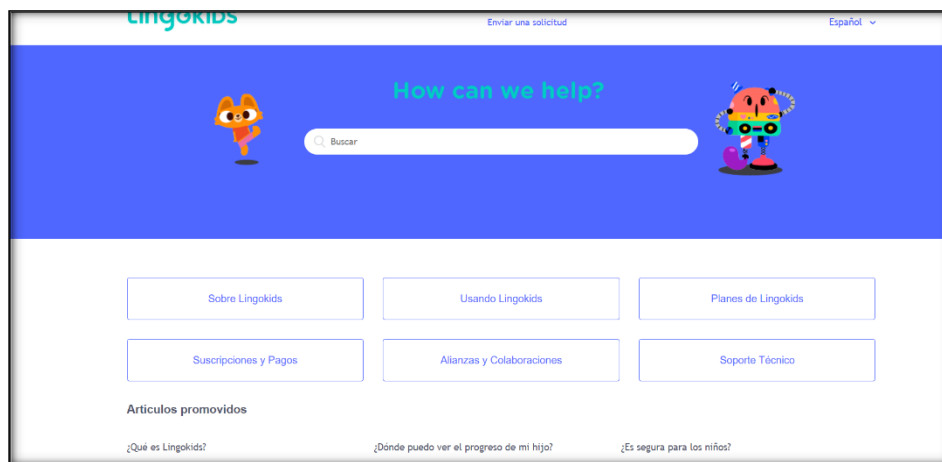 Lingokids
Enviar una solicitud
Español
How can we help?
Buscar
Sobre Lingokids
Usando Lingokids
Planes de Lingokids
Suscripciones y Pagos
Alianzas y Colaboraciones
Soporte Técnico
Artículos promovidos
¿Qué es Lingokids?
¿Dónde puedo ver el progreso de mi hijo?
¿Es segura para los niños?